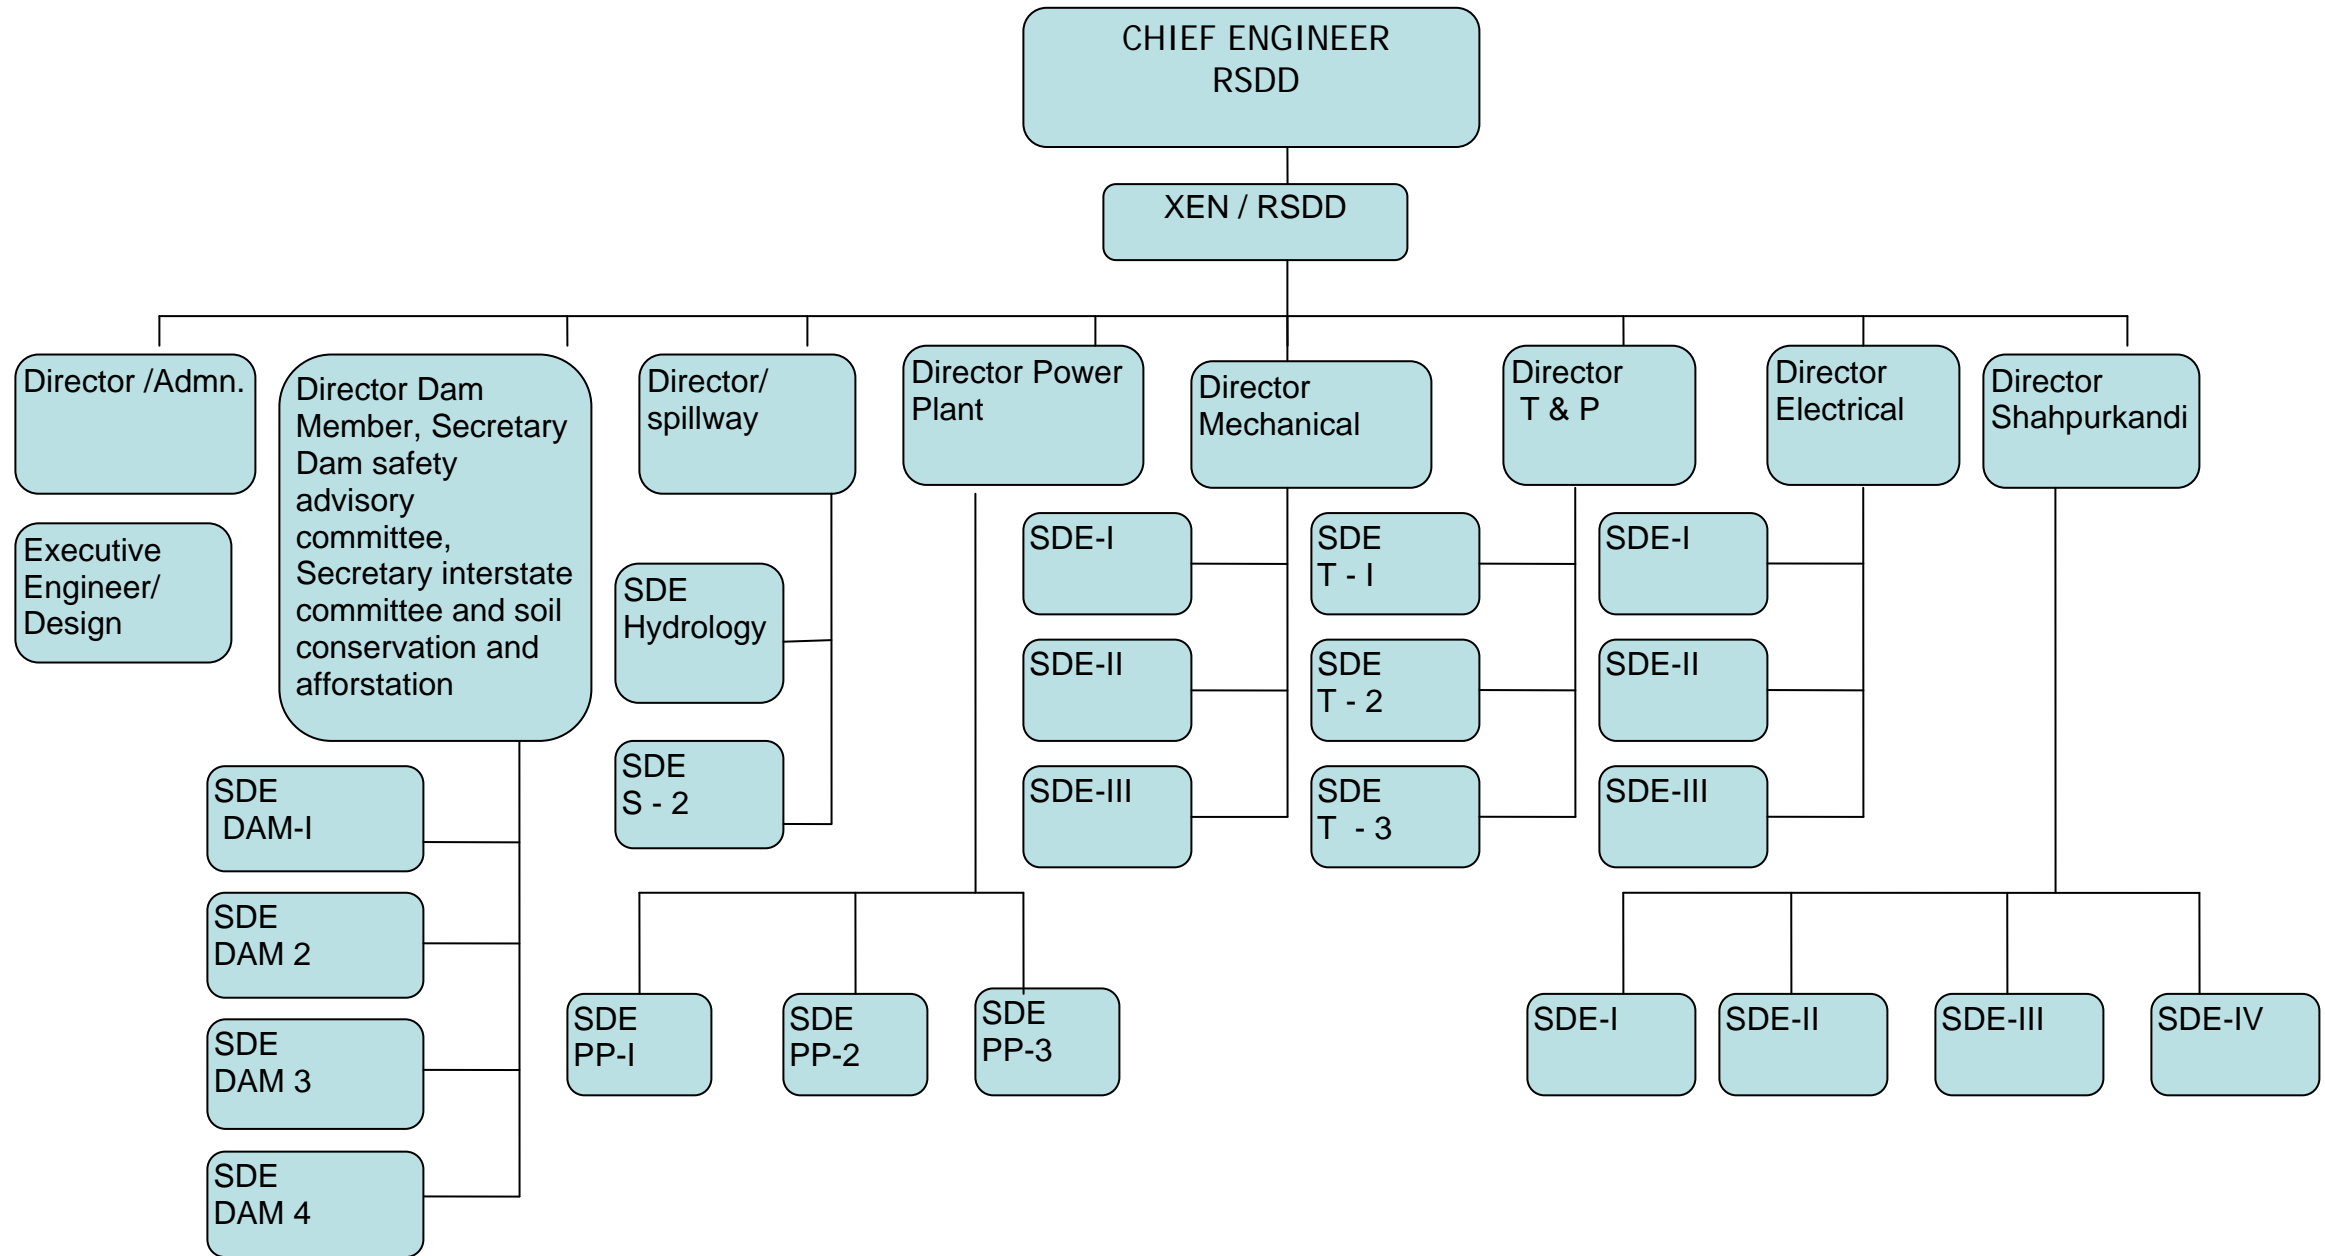 CHIEF ENGINEER
RSDD
XEN / RSDD
Director /Admn.
Executive
Engineer/
Design
Director Dam
Member, Secretary
Dam safety
advisory
committee,
Secretary interstate
committee and soil
conservation and
afforstation
SDE
DAM-I
SDE
DAM 2
SDE
DAM 3
SDE
DAM 4
Director/
spillway
SDE
Hydrology
SDE
S - 2
Director Power
Plant
SDE
PP-I
SDE
PP-2
SDE
PP-3
Director
Mechanical
SDE-I
SDE-II
SDE-III
Director
T & P
SDE
T - I
SDE
T - 2
SDE
T  - 3
Director
Electrical
SDE-I
SDE-II
SDE-III
Director
Shahpurkandi
SDE-I
SDE-II
SDE-III
SDE-IV